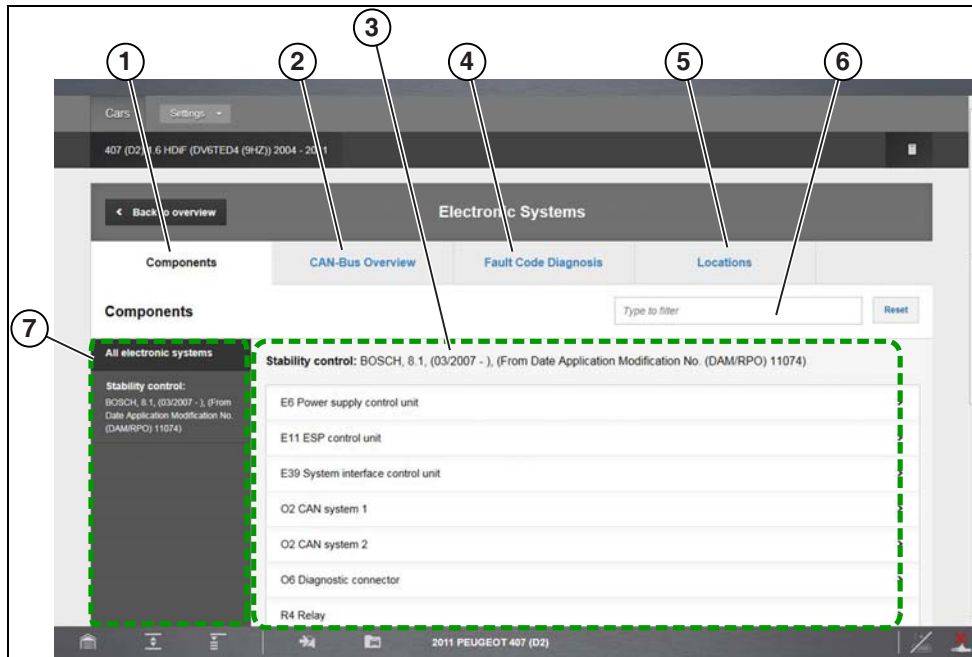 3
1
2
4
5
6
Cars
Settings
407 (D2) 1.6 HDiF (DV6TED4 (9HZ)) 2004 - 2011
Back to overview
Electronic Systems
Components
CAN-Bus Overview
Fault Code Diagnosis
Locations
Components
Type to filter
Reset
7
All electronic systems
Stability control:
BOSCH, 8.1, (03/2007 - ), (From
Date Application Modification No.
(DAM/RPO) 11074)
Stability control: BOSCH, 8.1, (03/2007 - ), (From Date Application Modification No. (DAM/RPO) 11074)
E6 Power supply control unit
E11 ESP control unit
E39 System interface control unit
O2 CAN system 1
O2 CAN system 2
O6 Diagnostic connector
R4 Relay
2011 PEUGEOT 407 (D2)